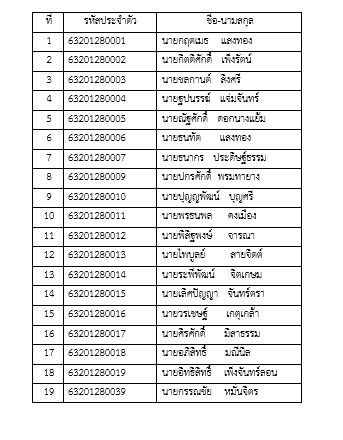 ที่ รหัสประจำตัว ชื่อ-นามสกุล
1 63201280001 นายกฤตเมธ แสงทอง
2 63201280002 นายกิตติศักดิ์ เพ็งรัตน์
3 63201280003 นายชลกานต์ สิงศรี
4 63201280004 นายฐปนรรฆ์ แจ่มจันทร์
5 63201280005 นายณัฐศักดิ์ ดอกนางแย้ม
6 63201280006 นายธนทัต แสงทอง
7 63201280007 นายธนากร ประดิษฐ์ธรรม
8 63201280009 นายปกรศักดิ์ พรมทายาง
9 63201280010 นายปุญญพัฒน์ บุญศรี
10 63201280011 นายพรธนพล คงเมือง
11 63201280012 นายพิสิฐพงษ์ จารณา
12 63201280013 นายไพบูลย์ สายจิตต์
13 63201280014 นายระพีพัฒน์ จิตเกษม
14 63201280015 นายเลิศปัญญา จันทร์ตรา
15 63201280016 นายวรเชษฐ์ เกตุเกล้า
16 63201280017 นายศิรศักดิ์ มิสาธรรม
17 63201280018 นายอภิสิทธิ์ มณีนิล
18 63201280019 นายอิทธิสิทธิ์ เพ็งจันทร์ลอน
19 63201280039 นายกรรณชัย หมั่นจิตร